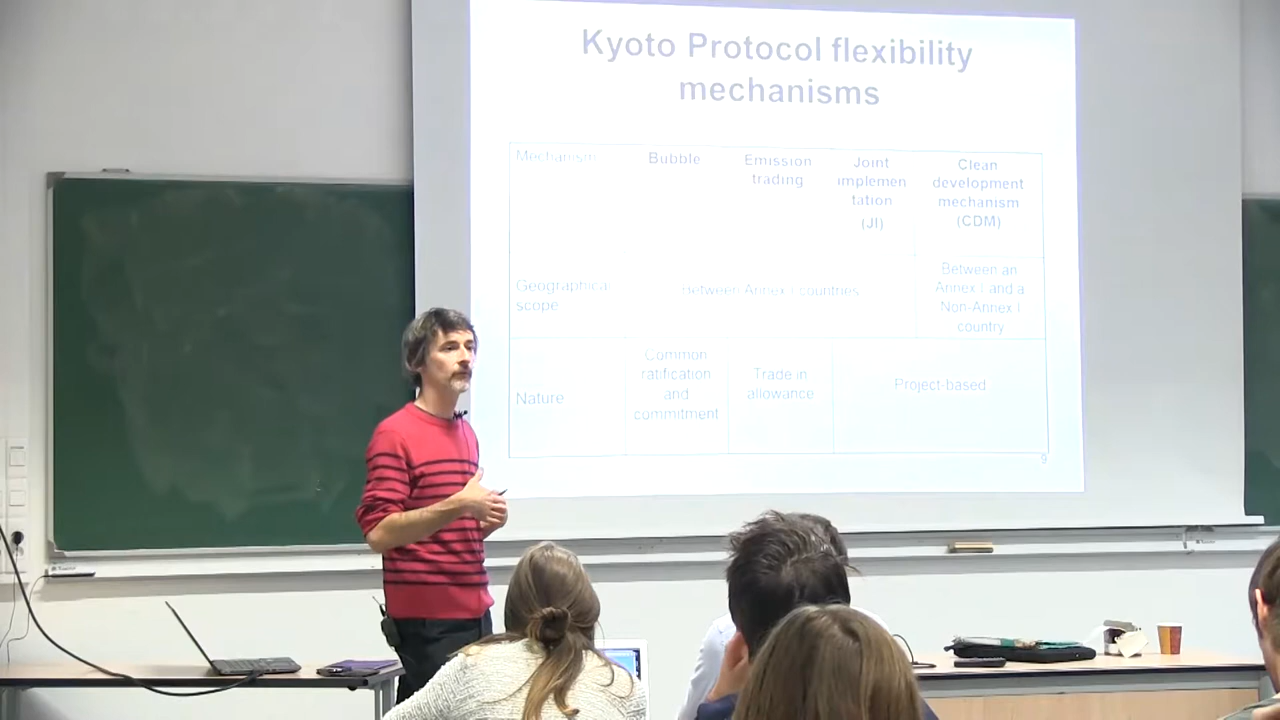 Kyoto Protocol flexibility
mechanisms
Mechanism
Bubble
Emission
trading
Joint
implemen
tation
(JI)
Clean
development
mechanism
(CDM)
Geographical
scope
Between Annex I countries
Between an
Annex I and a
Non-Annex I
country
Nature
Common
ratification
and
commitment
Trade in
allowance
Project-based
9